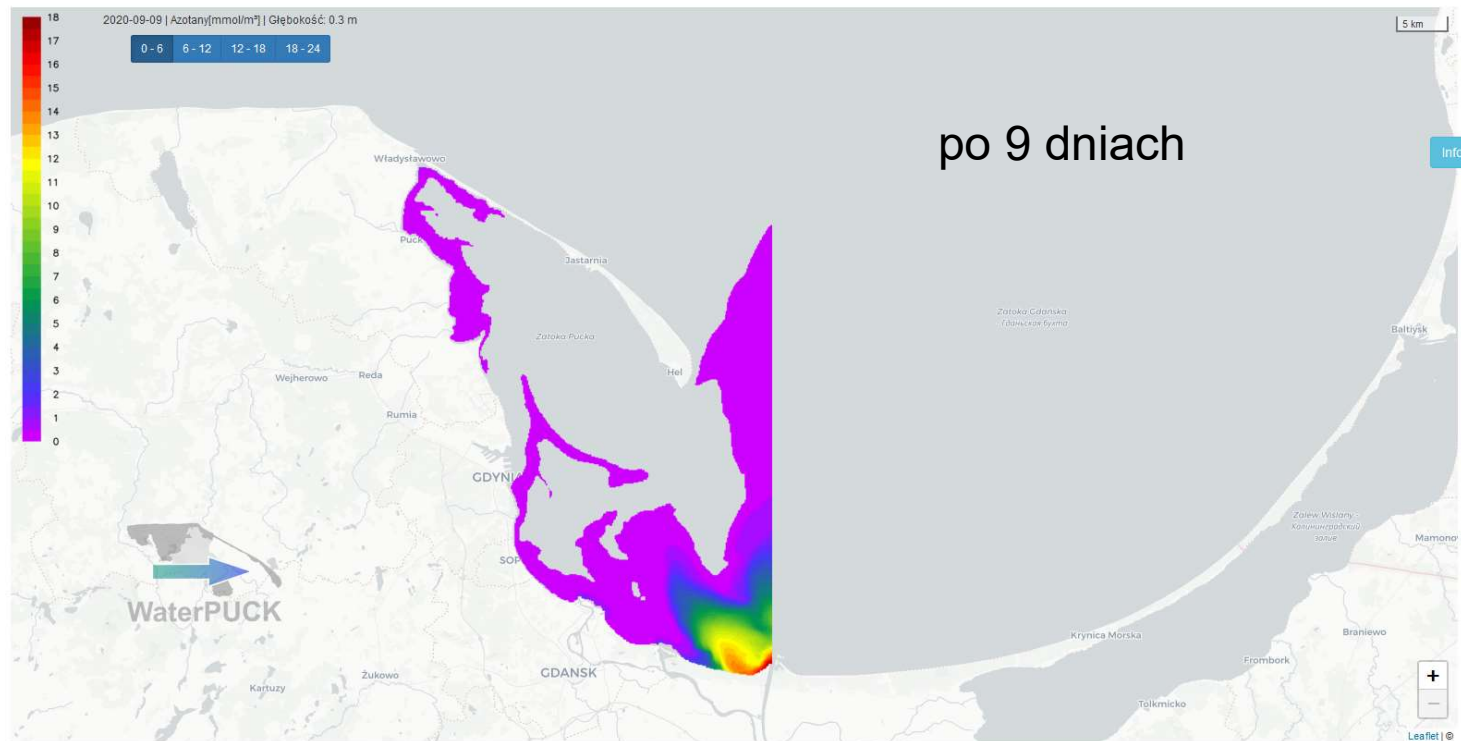 18
17
16
15
14
13
12
11
10
9
8
7
6
5
4
3
2
1
0
2020-09-09 | Azotany[mmol/m³] | Głębokość: 0.3 m
0 - 6 6 - 12 12 - 18 18 - 24
5 km
po 9 dniach
Info
Władysławowo
Puck
Jastarnia
Zatoka Pucka
Hel
Zatoka Gdańska
Гданьская бухта
Baltiysk
Wejherowo
Reda
Rumia
GDYNIA
SOP
WaterPUCK
Zalew Wiślany -
Калининградский
залив
Mamono
Krynica Morska
Braniewo
Frombork
GDANSK
Żukowo
Kartuzy
Tolkmicko
+
−
Leaflet | ©